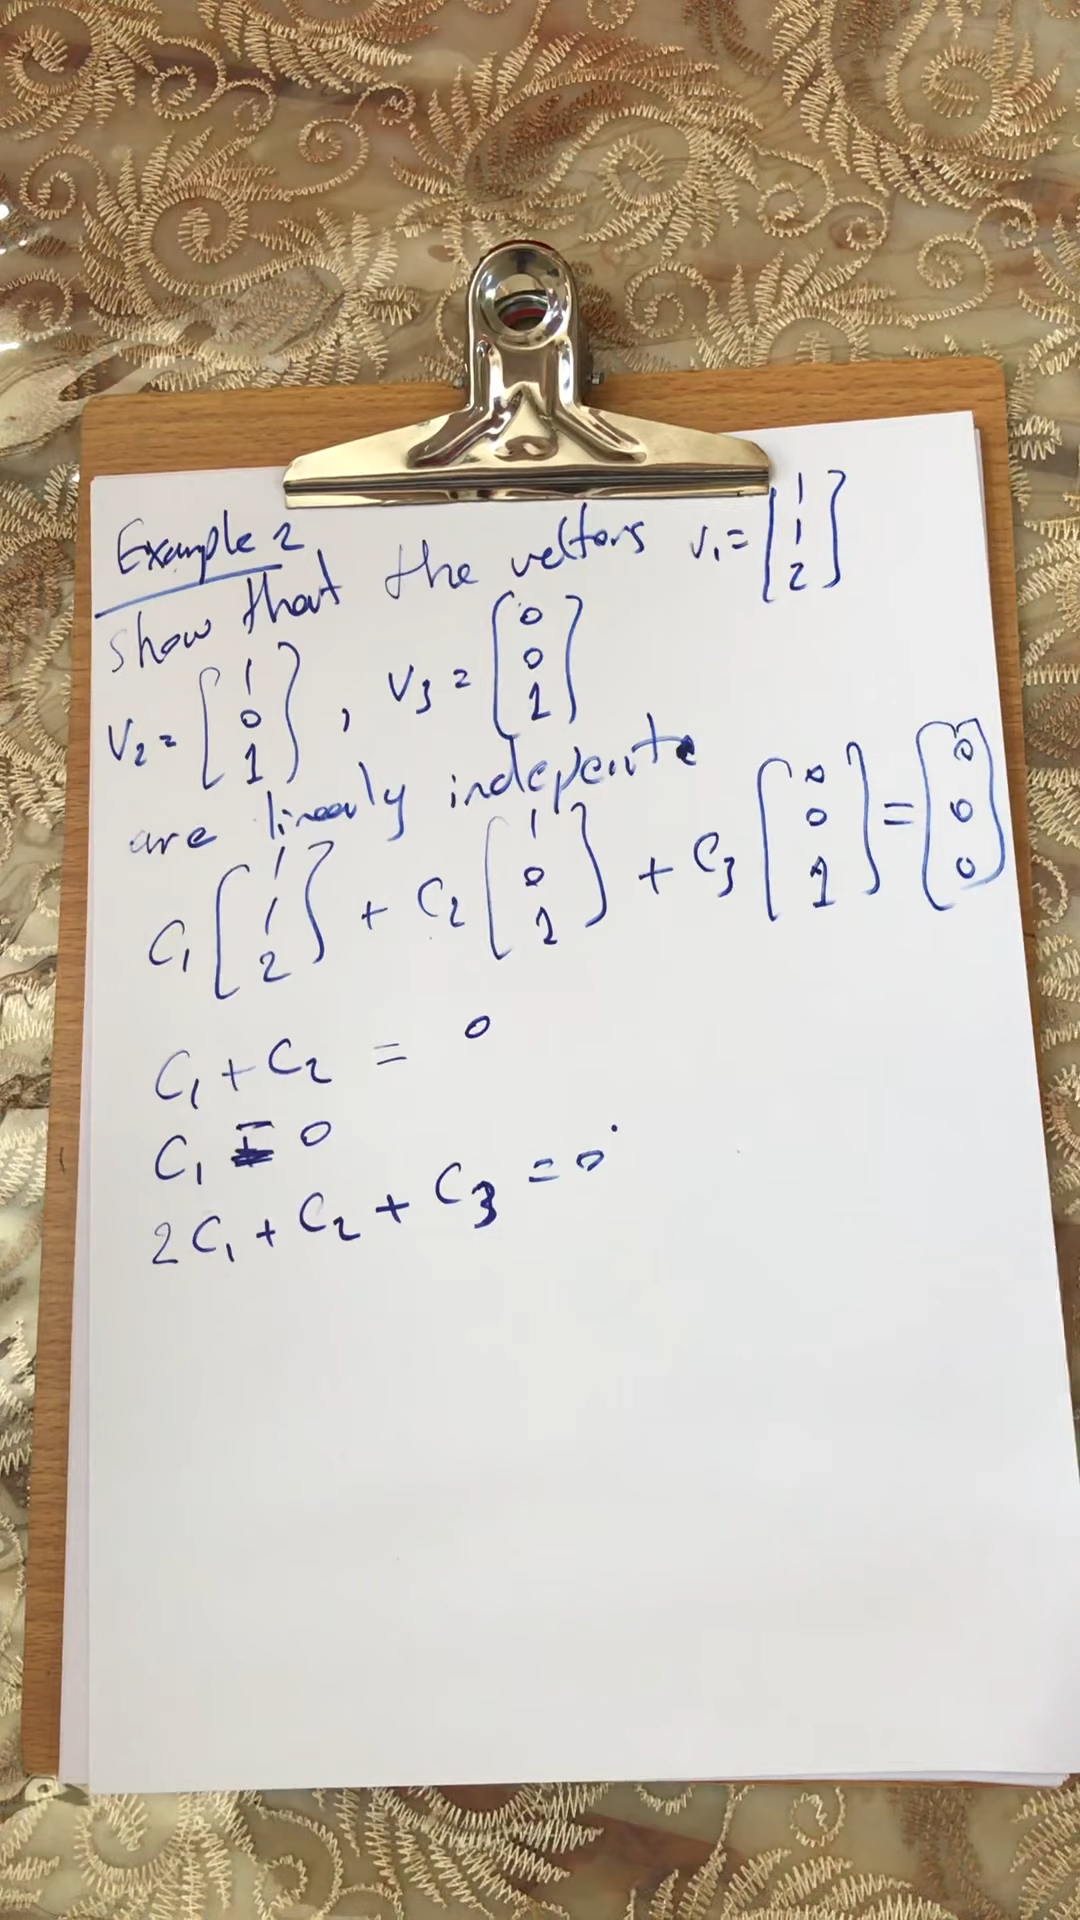 Example 2
show that the vectors v₁ = [1 1 2]
v₂ = [1 0 1] , v₃ = [0 0 1]
are linearly
C₁ [1 1 2] + C₂ [1 0 1] + C₃ [0 0 1] = [0 0 0]
C₁ + C₂ = 0
C₁ = 0
2C₁ + C₂ + C₃ = 0